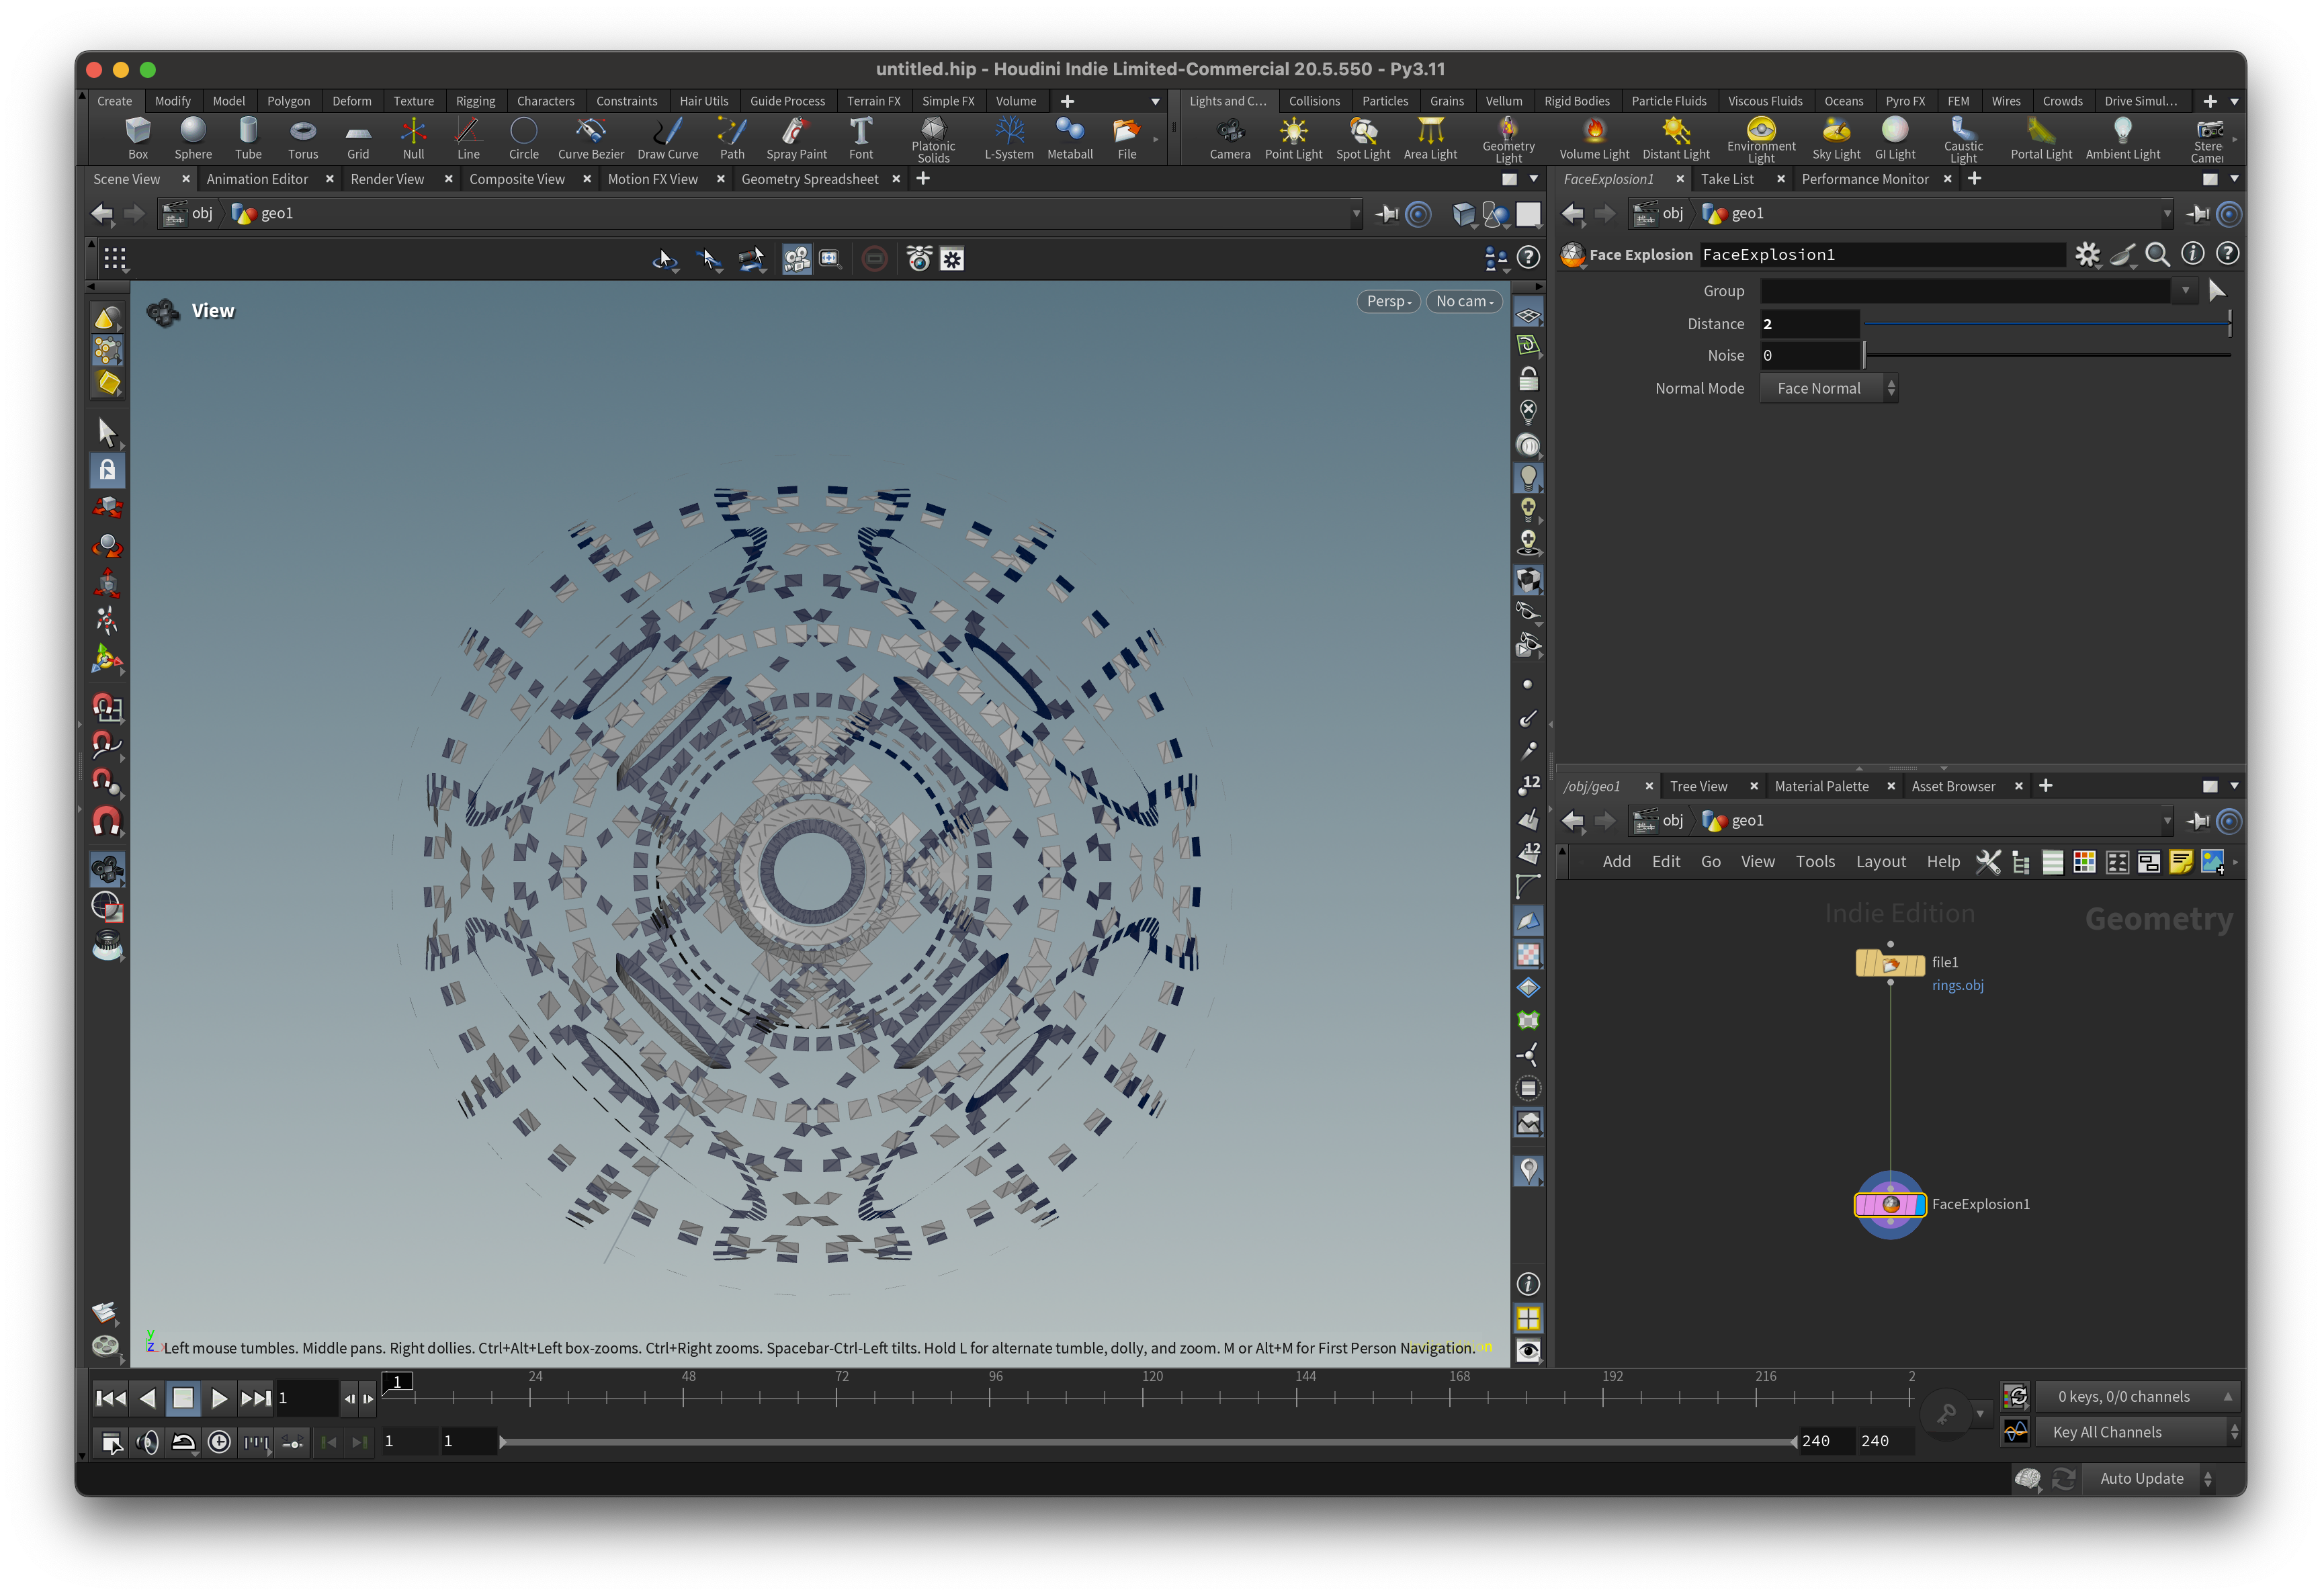 untitled.hip - Houdini Indie Limited-Commercial 20.5.550 - Py3.11
Create Modify Model Polygon Deform Texture Rigging Characters Constraints Hair Utils Guide Process Terrain FX Simple FX Volume
Lights and C... Collisions Particles Grains Vellum Rigid Bodies Particle Fluids Viscous Fluids Oceans Pyro FX FEM Wires Crowds Drive Simul...
Box Sphere Tube Torus Grid Null Line Circle Curve Bezier Draw Curve Path Spray Paint Font Platonic Solids L-System Metaball File
Camera Point Light Spot Light Area Light Geometry Light Volume Light Distant Light Environment Light Sky Light GI Light Caustic Light Portal Light Ambient Light Stere Camer
Scene View Animation Editor Render View Composite View Motion FX View Geometry Spreadsheet
FaceExplosion1 Take List Performance Monitor
obj geo1
obj geo1
Face Explosion FaceExplosion1
View
Persp
No cam
Group
Distance 2
Noise 0
Normal Mode Face Normal
12
12
/obj/geo1 Tree View Material Palette Asset Browser
obj geo1
Add Edit Go View Tools Layout Help
Indie Edition
Geometry
file1
rings.obj
FaceExplosion1
y
z
Left mouse tumbles. Middle pans. Right dollies. Ctrl+Alt+Left box-zooms. Ctrl+Right zooms. Spacebar-Ctrl-Left tilts. Hold L for alternate tumble, dolly, and zoom. M or Alt+M for First Person Navigation.
1
1 24 48 72 96 120 144 168 192 216 2
0 keys, 0/0 channels
1 1 240 240
Key All Channels
Auto Update